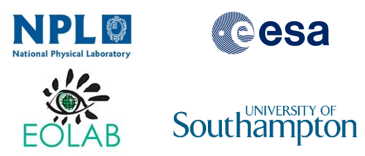 NPL
National Physical Laboratory
esa
EOLAB
UNIVERSITY OF
Southampton